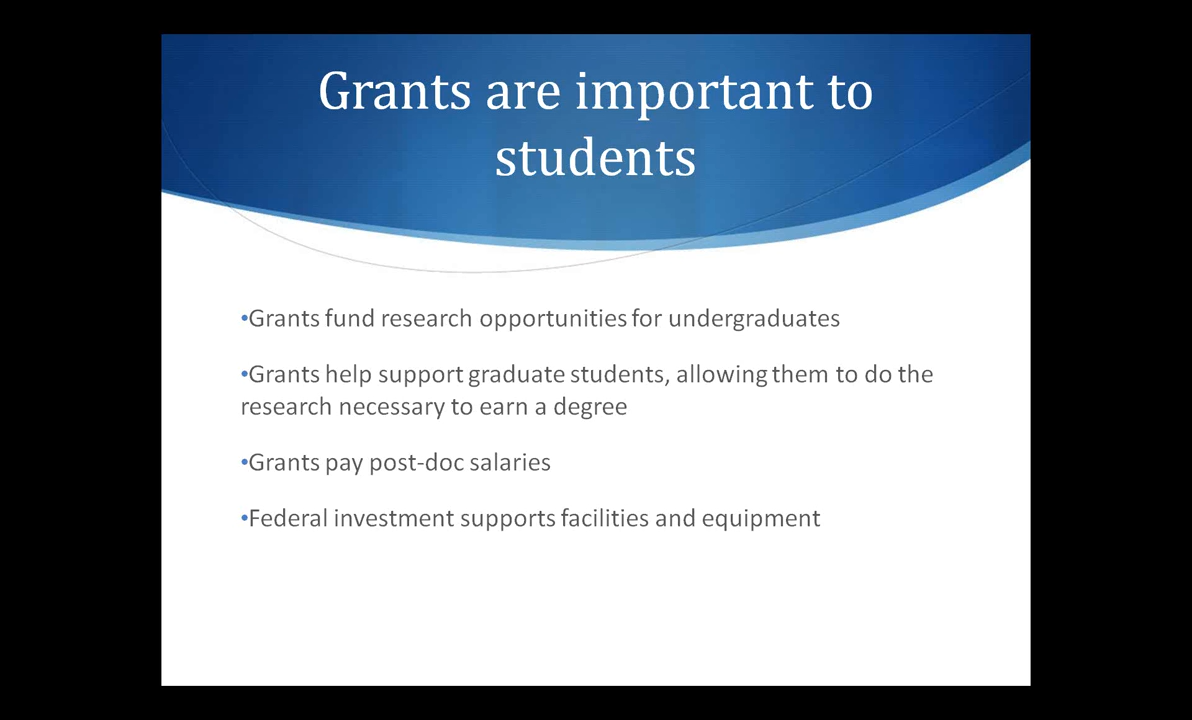 Grants are important to
students
•Grants fund research opportunities for undergraduates
•Grants help support graduate students, allowing them to do the
research necessary to earn a degree
•Grants pay post-doc salaries
•Federal investment supports facilities and equipment